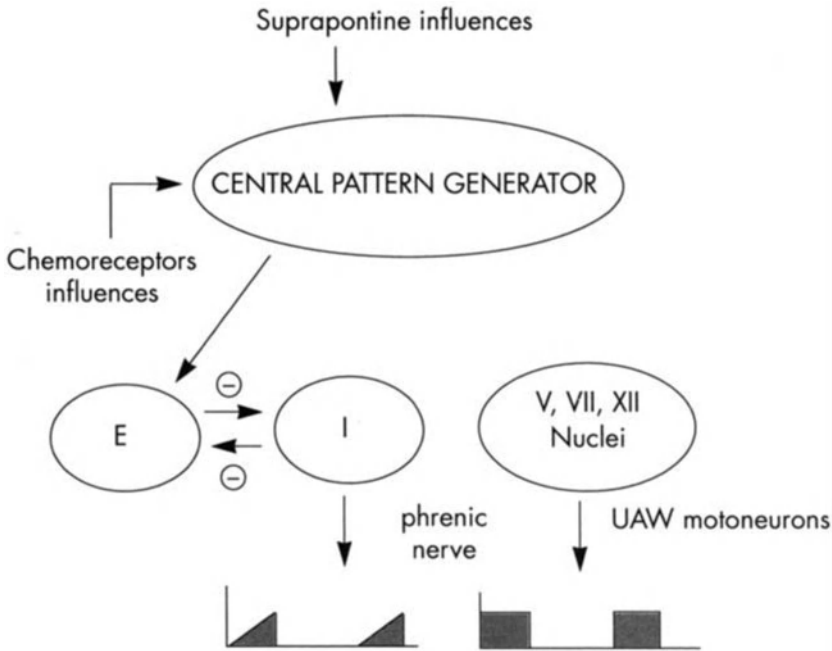 Suprapontine influences
CENTRAL PATTERN GENERATOR
Chemoreceptors
influences
E
−
−
I
V, VII, XII
Nuclei
phrenic
nerve
UAW motoneurons